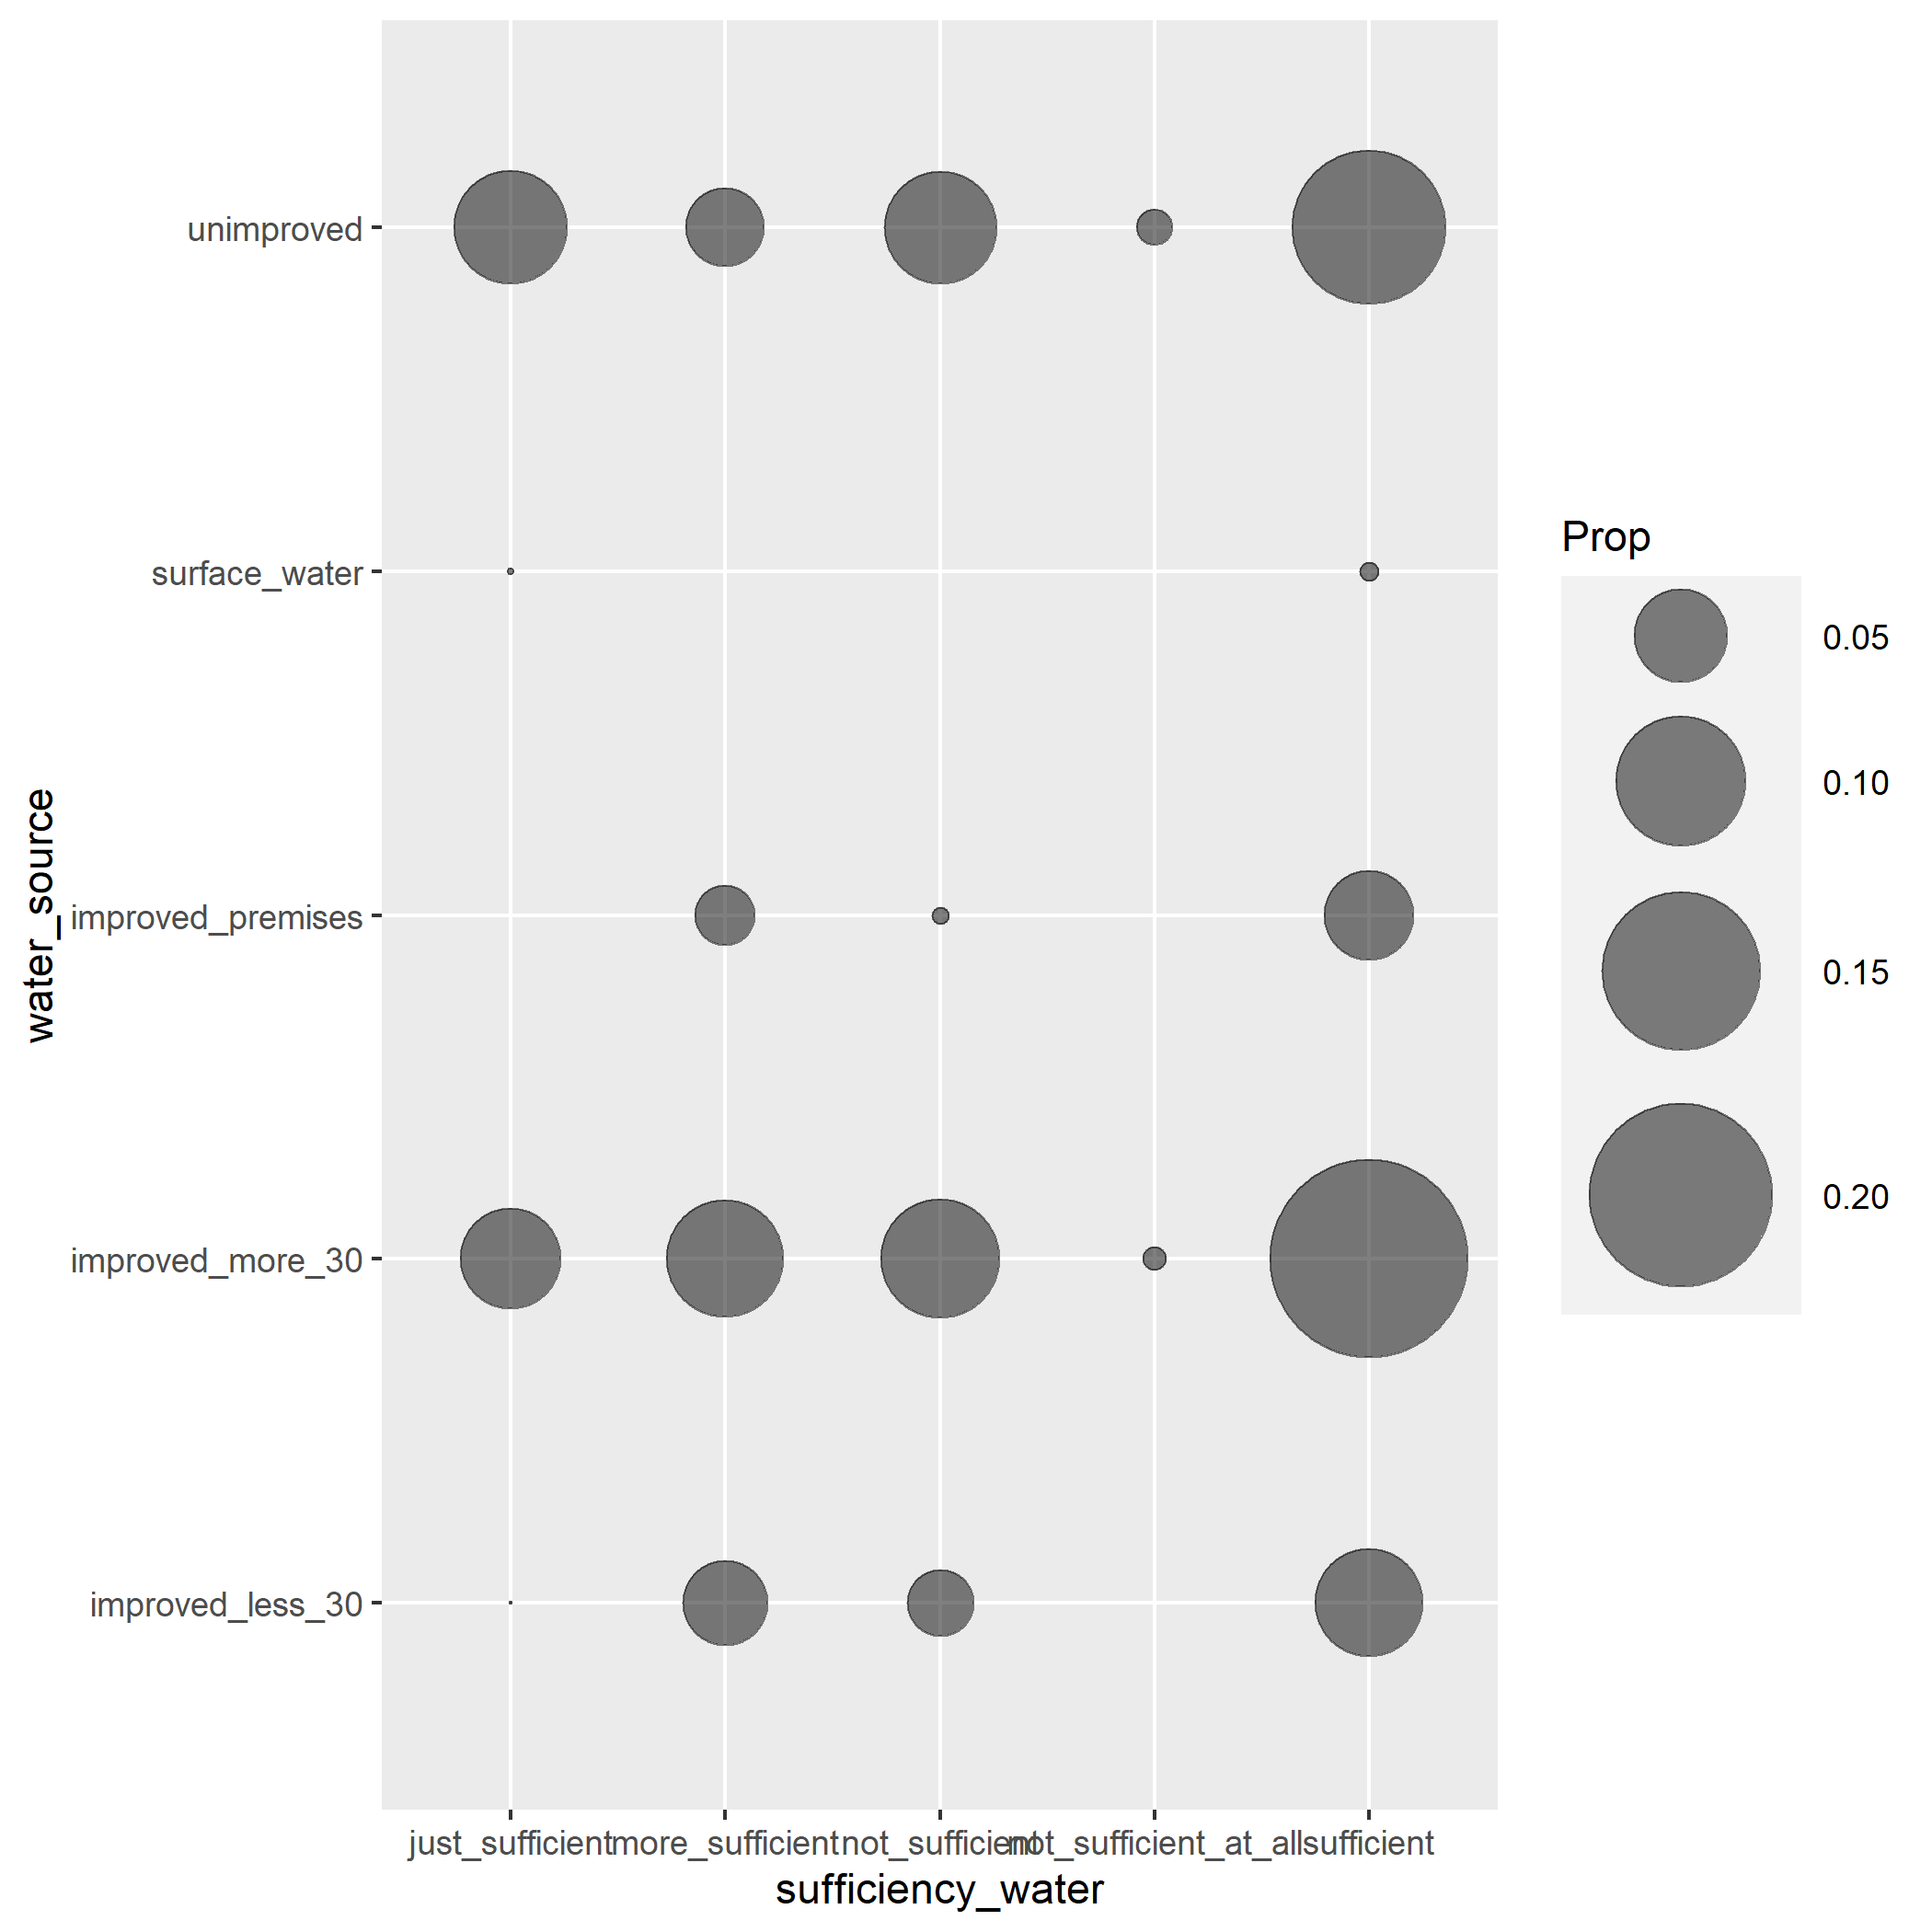 unimproved
surface_water
improved_premises
improved_more_30
improved_less_30
water_source
just_sufficient more_sufficient not_sufficient not_sufficient_at_all sufficient
sufficiency_water
Prop
0.05
0.10
0.15
0.20